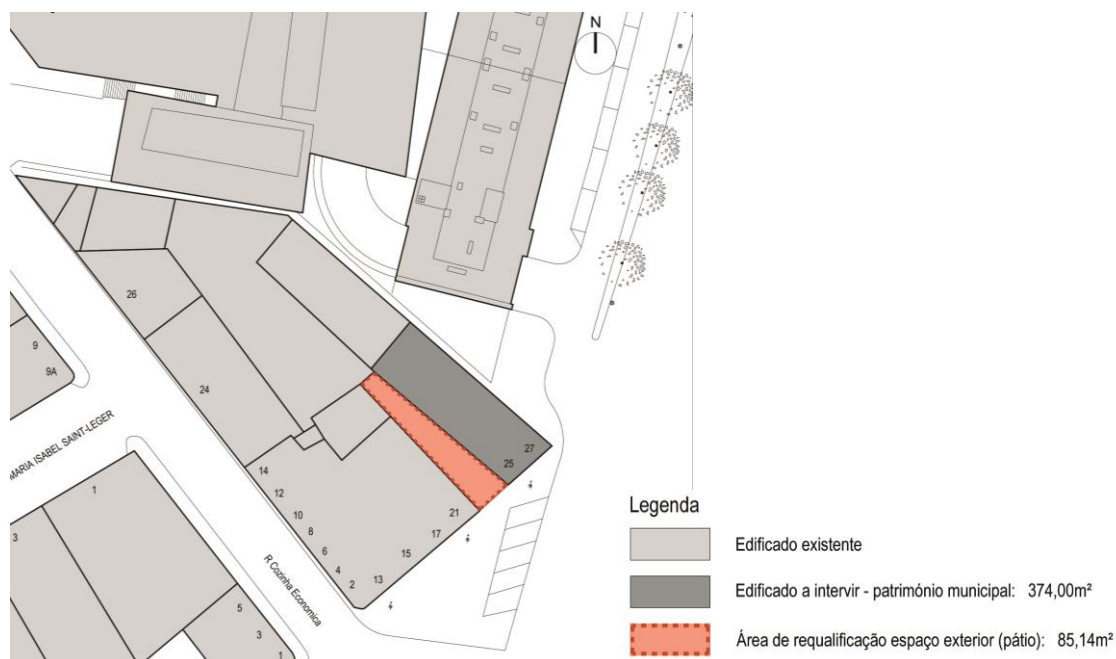 N
26
9
9A
24
MARIA ISABEL SAINT-LEGER
27
25
14
1
12
21
10
8
17
6
15
3
4
13
2
R Cozinha Economica
5
3
1
Legenda
Edificado existente
Edificado a intervir - património municipal: 374,00m²
Área de requalificação espaço exterior (pátio): 85,14m²